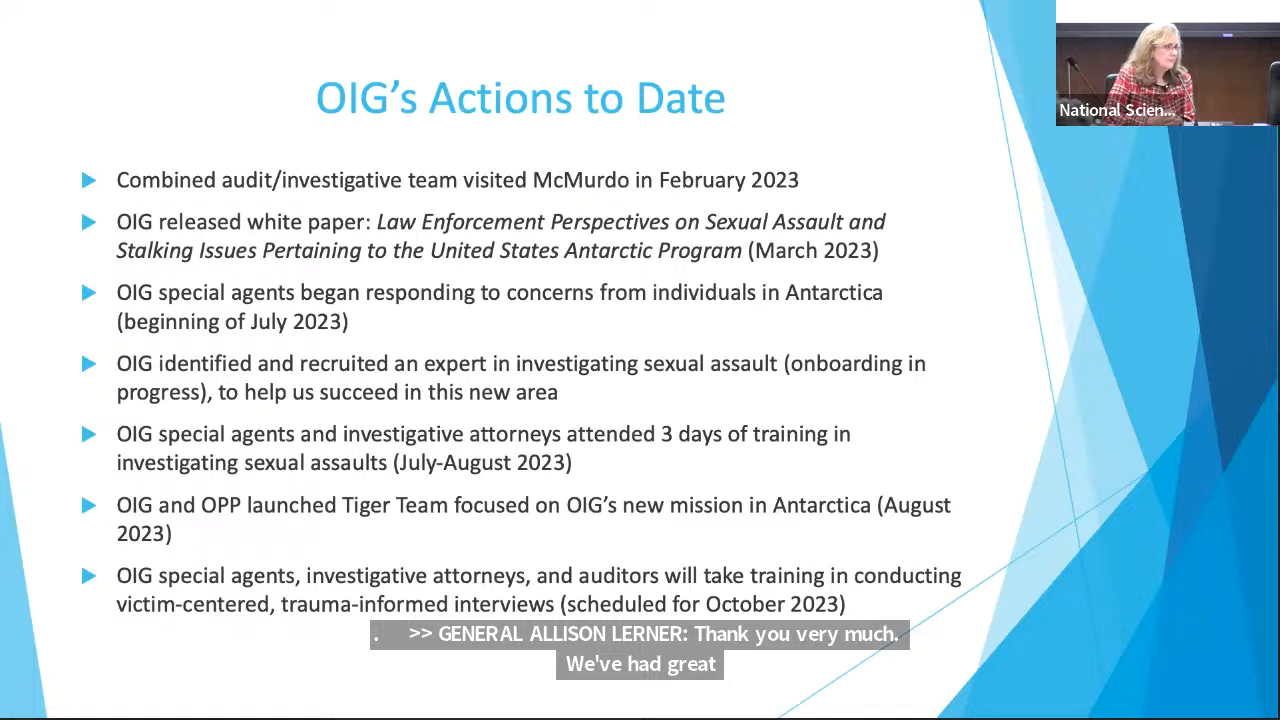 OIG's Actions to Date
National Scien...
Combined audit/investigative team visited McMurdo in February 2023
OIG released white paper: Law Enforcement Perspectives on Sexual Assault and
Stalking Issues Pertaining to the United States Antarctic Program (March 2023)
OIG special agents began responding to concerns from individuals in Antarctica
(beginning of July 2023)
OIG identified and recruited an expert in investigating sexual assault (onboarding in
progress), to help us succeed in this new area
OIG special agents and investigative attorneys attended 3 days of training in
investigating sexual assaults (July-August 2023)
OIG and OPP launched Tiger Team focused on OIG's new mission in Antarctica (August
2023)
OIG special agents, investigative attorneys, and auditors will take training in conducting
victim-centered, trauma-informed interviews (scheduled for October 2023)
. >> GENERAL ALLISON LERNER: Thank you very much.
We've had great